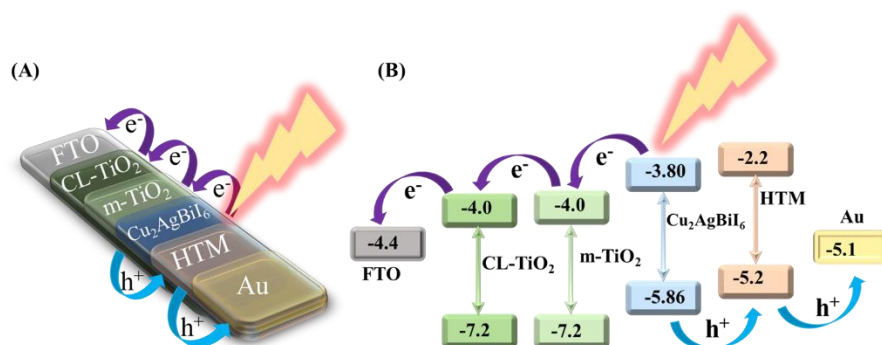 (A)
e⁻
e⁻
e⁻
FTO
CL-TiO₂
m-TiO₂
Cu₂AgBiI₆
HTM
Au
h⁺
h⁺
(B)
e⁻
e⁻
e⁻
-4.4
FTO
-4.0
CL-TiO₂
-7.2
-4.0
m-TiO₂
-7.2
-3.80
Cu₂AgBiI₆
-5.86
-2.2
HTM
-5.2
Au
-5.1
h⁺
h⁺